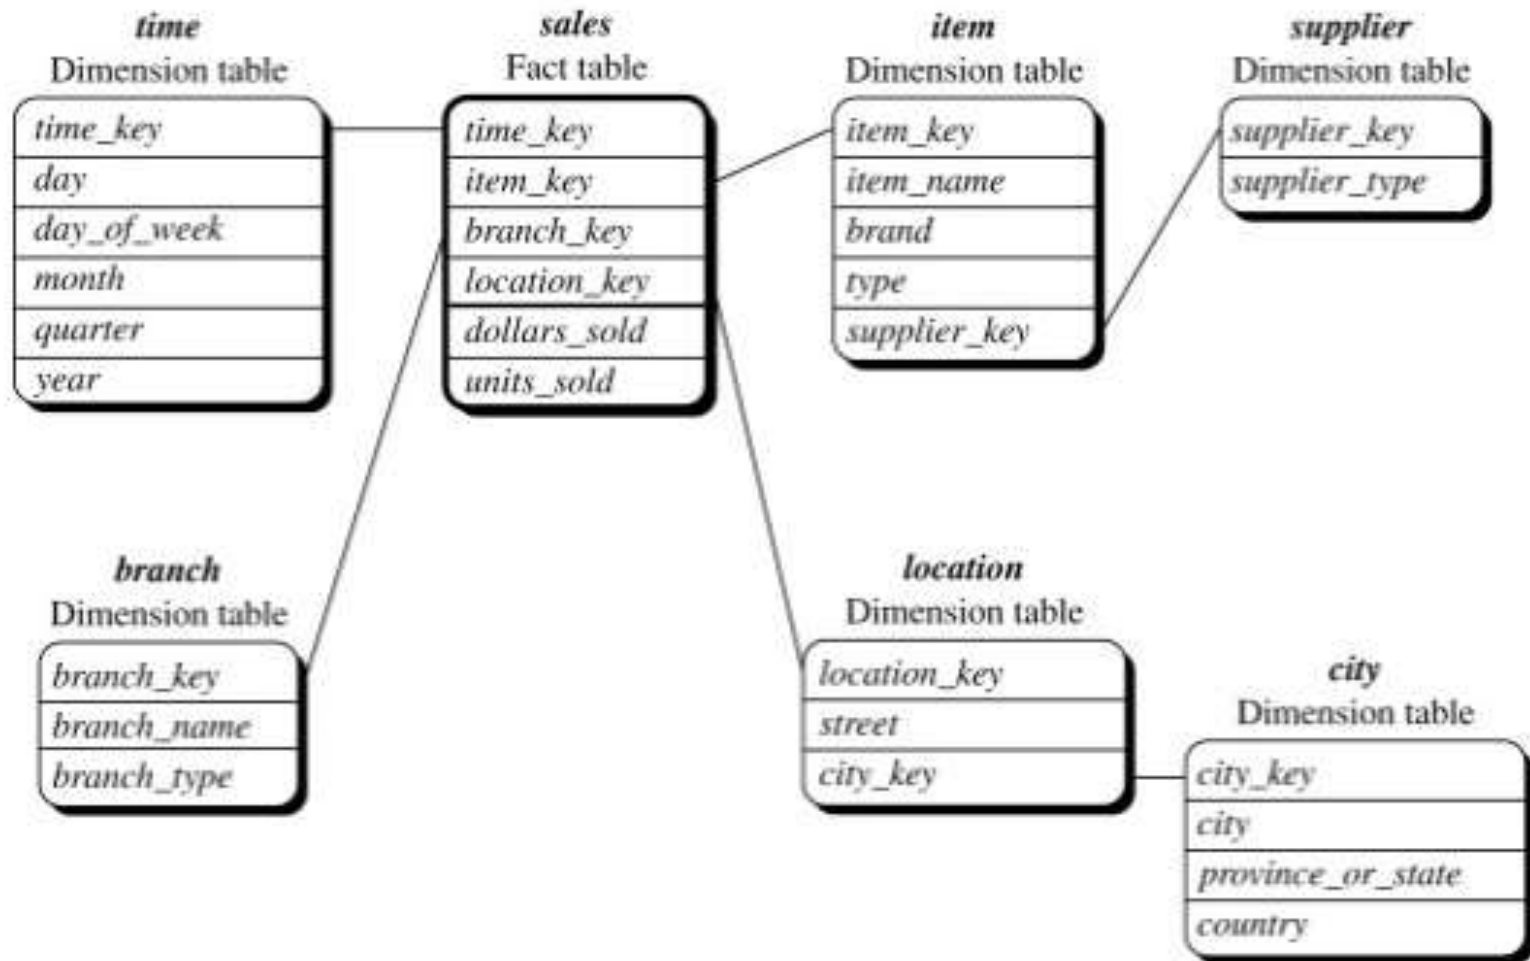 time
Dimension table
time_key
day
day_of_week
month
quarter
year
sales
Fact table
time_key
item_key
branch_key
location_key
dollars_sold
units_sold
item
Dimension table
item_key
item_name
brand
type
supplier_key
supplier
Dimension table
supplier_key
supplier_type
branch
Dimension table
branch_key
branch_name
branch_type
location
Dimension table
location_key
street
city_key
city
Dimension table
city_key
city
province_or_state
country